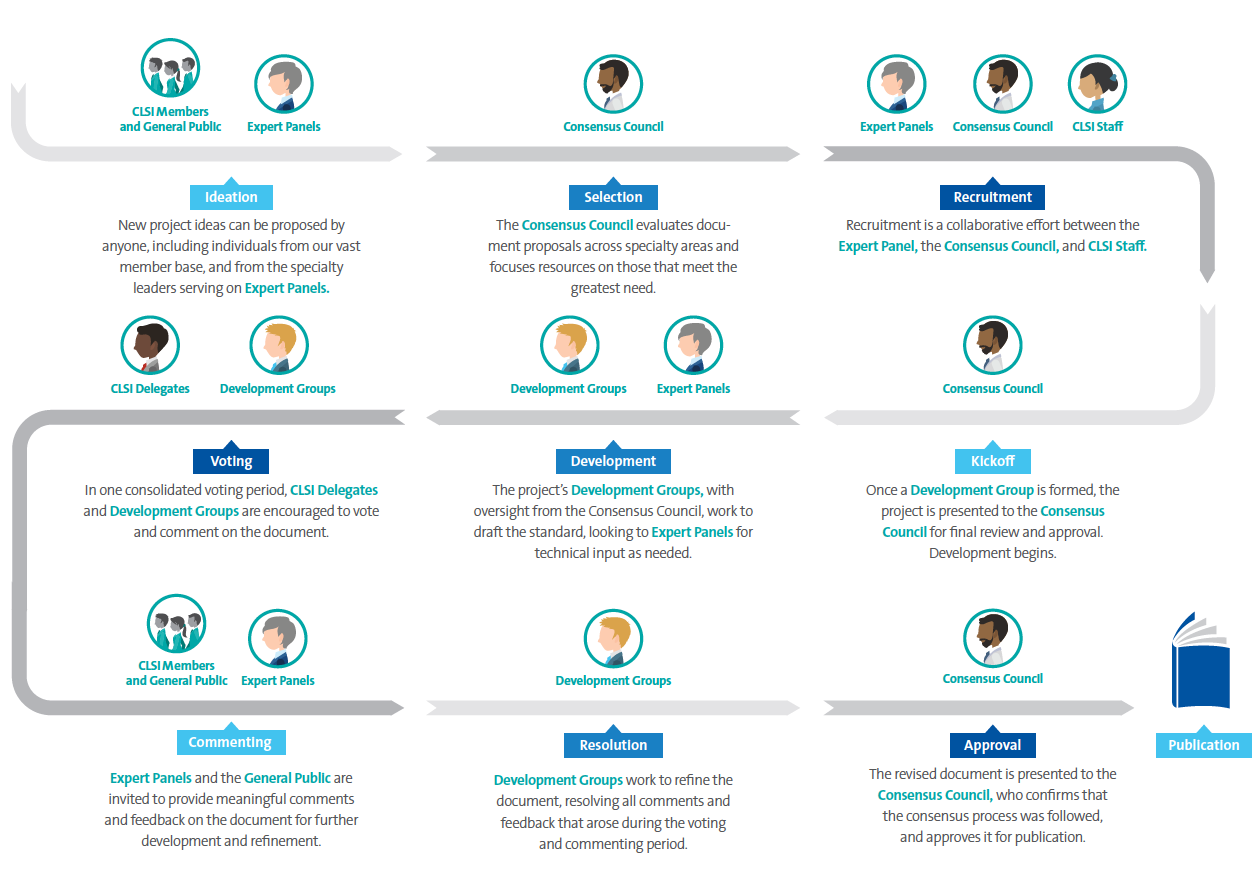 CLSI Members
and General Public
Expert Panels
Ideation
New project ideas can be proposed by
anyone, including individuals from our vast
member base, and from the specialty
leaders serving on Expert Panels.
Consensus Council
Selection
The Consensus Council evaluates docu-
ment proposals across specialty areas and
focuses resources on those that meet the
greatest need.
Expert Panels
Consensus Council
CLSI Staff
Recruitment
Recruitment is a collaborative effort between the
Expert Panel, the Consensus Council, and CLSI Staff.
Consensus Council
Kickoff
Once a Development Group is formed, the
project is presented to the Consensus
Council for final review and approval.
Development begins.
Development Groups
Expert Panels
Development
The project's Development Groups, with
oversight from the Consensus Council, work to
draft the standard, looking to Expert Panels for
technical input as needed.
CLSI Delegates
Development Groups
Voting
In one consolidated voting period, CLSI Delegates
and Development Groups are encouraged to vote
and comment on the document.
CLSI Members
and General Public
Expert Panels
Commenting
Expert Panels and the General Public are
invited to provide meaningful comments
and feedback on the document for further
development and refinement.
Development Groups
Resolution
Development Groups work to refine the
document, resolving all comments and
feedback that arose during the voting
and commenting period.
Consensus Council
Approval
The revised document is presented to the
Consensus Council, who confirms that
the consensus process was followed,
and approves it for publication.
Publication